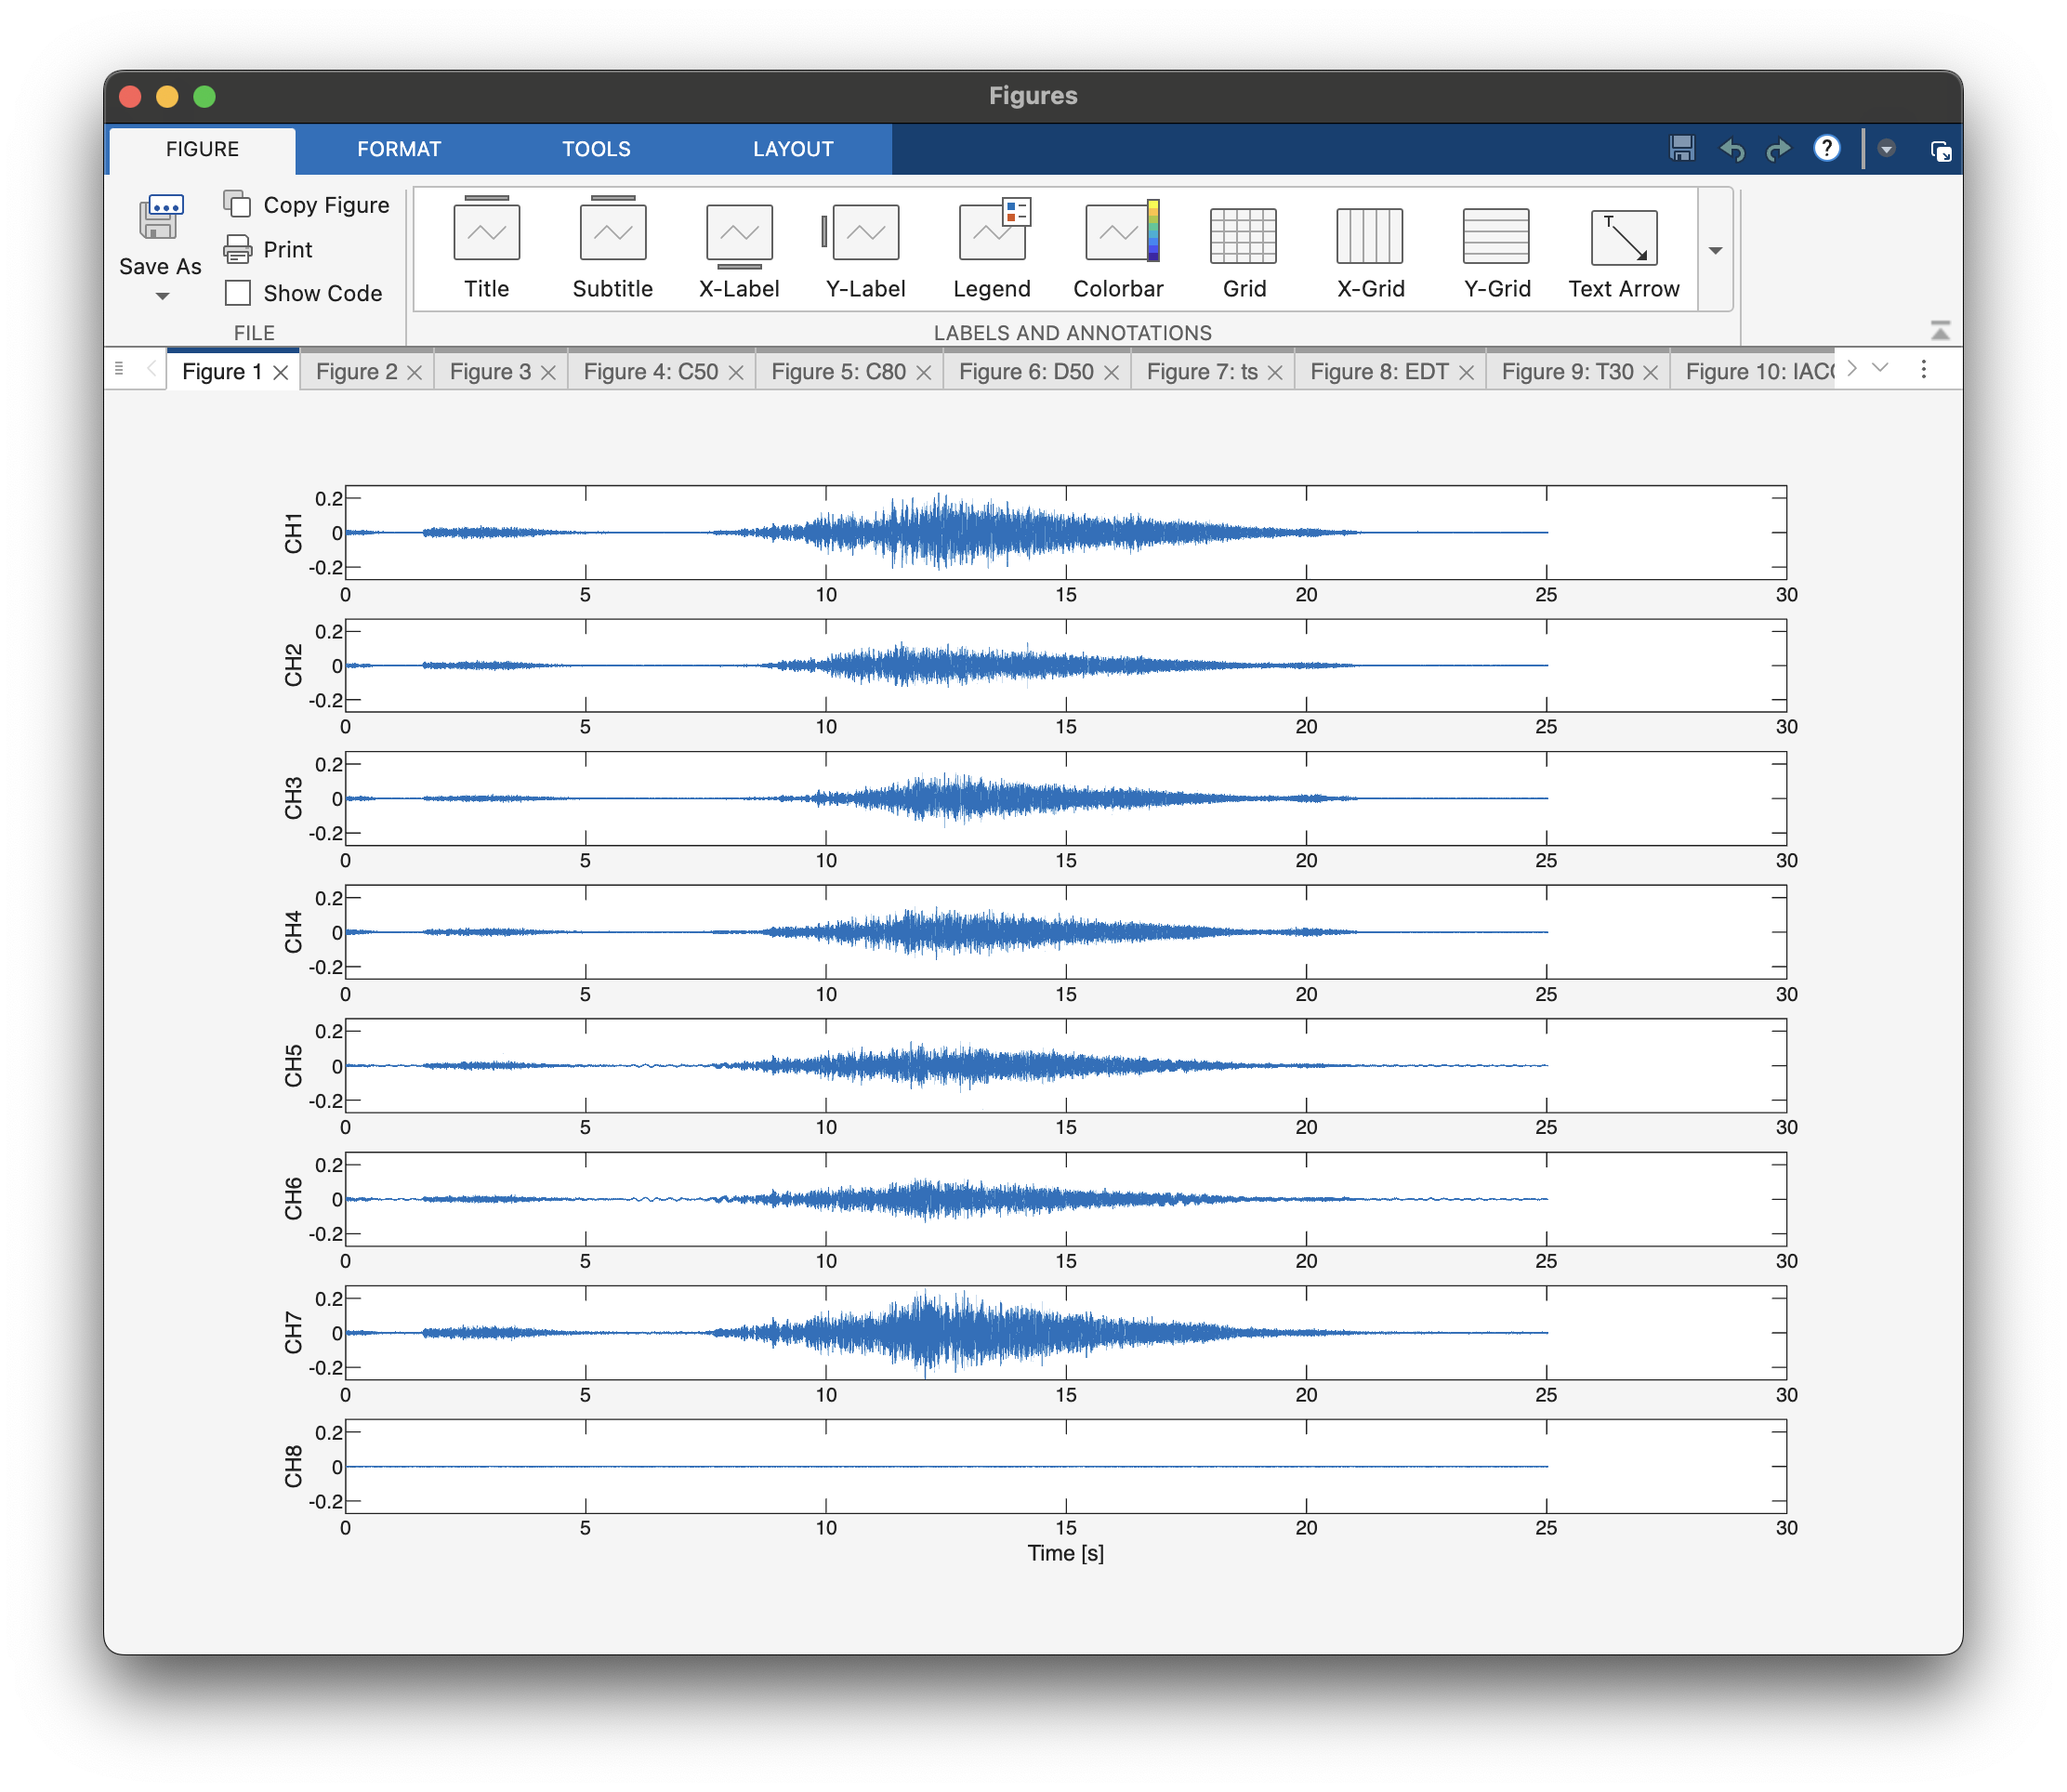 Figures
FIGURE FORMAT TOOLS LAYOUT
Save As
Copy Figure
Print
Show Code
FILE
Title Subtitle X-Label Y-Label Legend Colorbar Grid X-Grid Y-Grid Text Arrow
LABELS AND ANNOTATIONS
Figure 1 Figure 2 Figure 3 Figure 4: C50 Figure 5: C80 Figure 6: D50 Figure 7: ts Figure 8: EDT Figure 9: T30 Figure 10: IACC
CH1
0.2
0
-0.2
0 5 10 15 20 25 30
CH2
0.2
0
-0.2
0 5 10 15 20 25 30
CH3
0.2
0
-0.2
0 5 10 15 20 25 30
CH4
0.2
0
-0.2
0 5 10 15 20 25 30
CH5
0.2
0
-0.2
0 5 10 15 20 25 30
CH6
0.2
0
-0.2
0 5 10 15 20 25 30
CH7
0.2
0
-0.2
0 5 10 15 20 25 30
CH8
0.2
0
-0.2
0 5 10 15 20 25 30
Time [s]